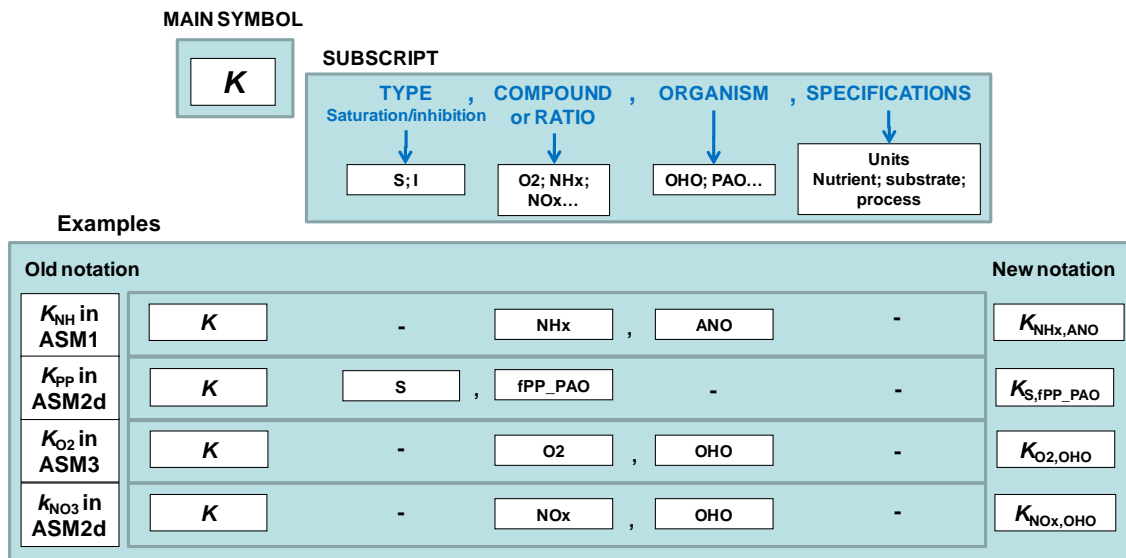 MAIN SYMBOL
K
SUBSCRIPT
TYPE , COMPOUND , ORGANISM , SPECIFICATIONS
Saturation/inhibition or RATIO
S; I
O2; NHx;
NOx...
OHO; PAO...
Units
Nutrient; substrate;
process
Examples
Old notation
New notation
KNH in
ASM1
K - NHx , ANO -
KNHx,ANO
KPP in
ASM2d
K S , fPP_PAO - -
KS,fPP_PAO
KO2 in
ASM3
K - O2 , OHO -
KO2,OHO
kNO3 in
ASM2d
K - NOx , OHO -
KNOx,OHO